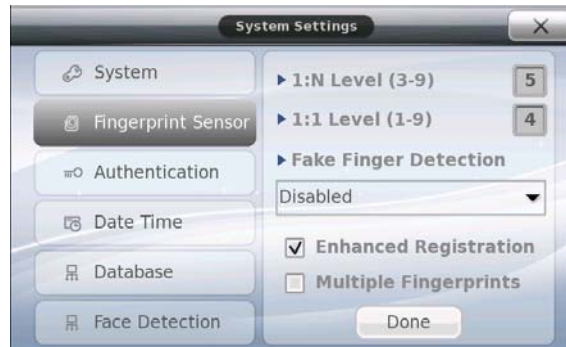 System Settings
System
Fingerprint Sensor
Authentication
Date Time
Database
Face Detection
1:N Level (3-9) 5
1:1 Level (1-9) 4
Fake Finger Detection
Disabled
Enhanced Registration
Multiple Fingerprints
Done